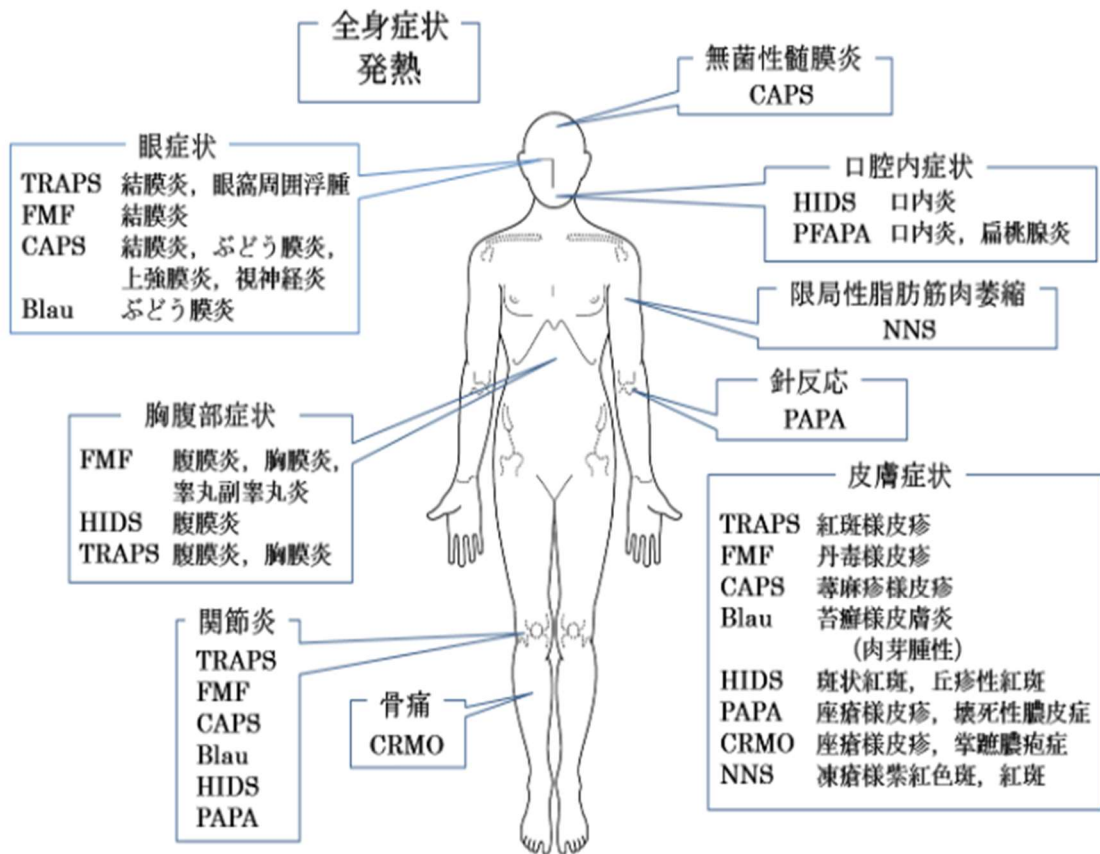 全身症状
発熱
無菌性髄膜炎
CAPS
眼症状
TRAPS 結膜炎，眼窩周囲浮腫
FMF 結膜炎
CAPS 結膜炎，ぶどう膜炎，
上強膜炎，視神経炎
Blau ぶどう膜炎
口腔内症状
HIDS 口内炎
PFAPA 口内炎，扁桃腺炎
限局性脂肪筋肉萎縮
NNS
針反応
PAPA
胸腹部症状
FMF 腹膜炎，胸膜炎，
睾丸副睾丸炎
HIDS 腹膜炎
TRAPS 腹膜炎，胸膜炎
関節炎
TRAPS
FMF
CAPS
Blau
HIDS
PAPA
骨痛
CRMO
皮膚症状
TRAPS 紅斑様皮疹
FMF 丹毒様皮疹
CAPS 蕁麻疹様皮疹
Blau 苔癬様皮膚炎
（肉芽腫性）
HIDS 斑状紅斑，丘疹性紅斑
PAPA 座瘡様皮疹，壊死性膿皮症
CRMO 座瘡様皮疹，掌蹠膿疱症
NNS 凍瘡様紫紅色斑，紅斑